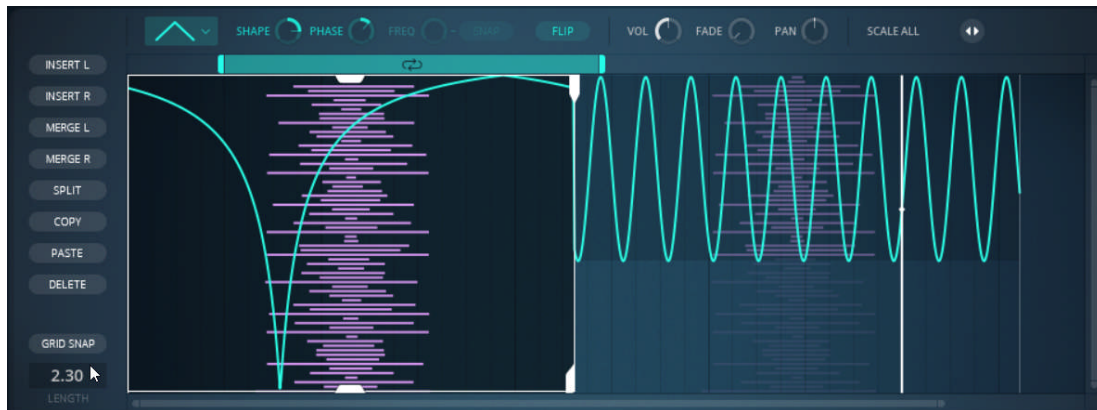 SHAPE PHASE FREQ SNAP FLIP VOL FADE PAN SCALE ALL
INSERT L
INSERT R
MERGE L
MERGE R
SPLIT
COPY
PASTE
DELETE
GRID SNAP
2.30
LENGTH